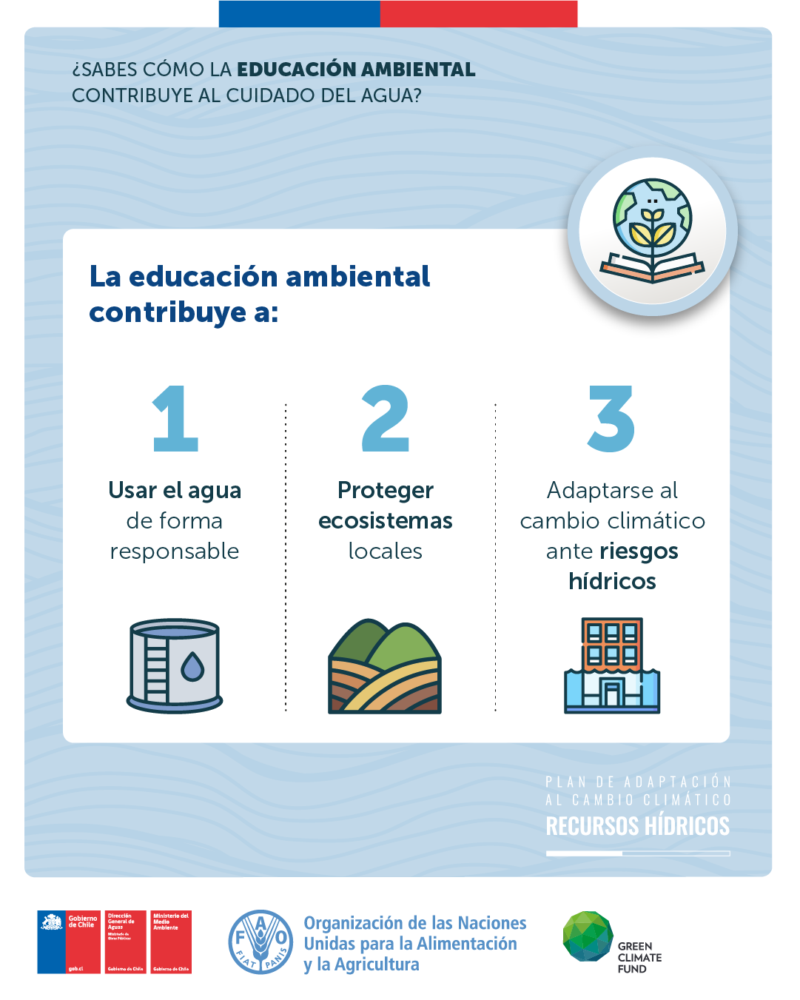 ¿SABES CÓMO LA EDUCACIÓN AMBIENTAL
CONTRIBUYE AL CUIDADO DEL AGUA?
La educación ambiental
contribuye a:
1
Usar el agua
de forma
responsable
2
Proteger
ecosistemas
locales
3
Adaptarse al
cambio climático
ante riesgos
hídricos
PLAN DE ADAPTACIÓN
AL CAMBIO CLIMÁTICO
RECURSOS HÍDRICOS
Gobierno
de Chile
gob.cl
Dirección
General de
Aguas
Ministerio de
Obras Públicas
Gobierno de Chile
Ministerio del
Medio
Ambiente
Gobierno de Chile
FAO
FIAT PANIS
Organización de las Naciones
Unidas para la Alimentación
y la Agricultura
GREEN
CLIMATE
FUND